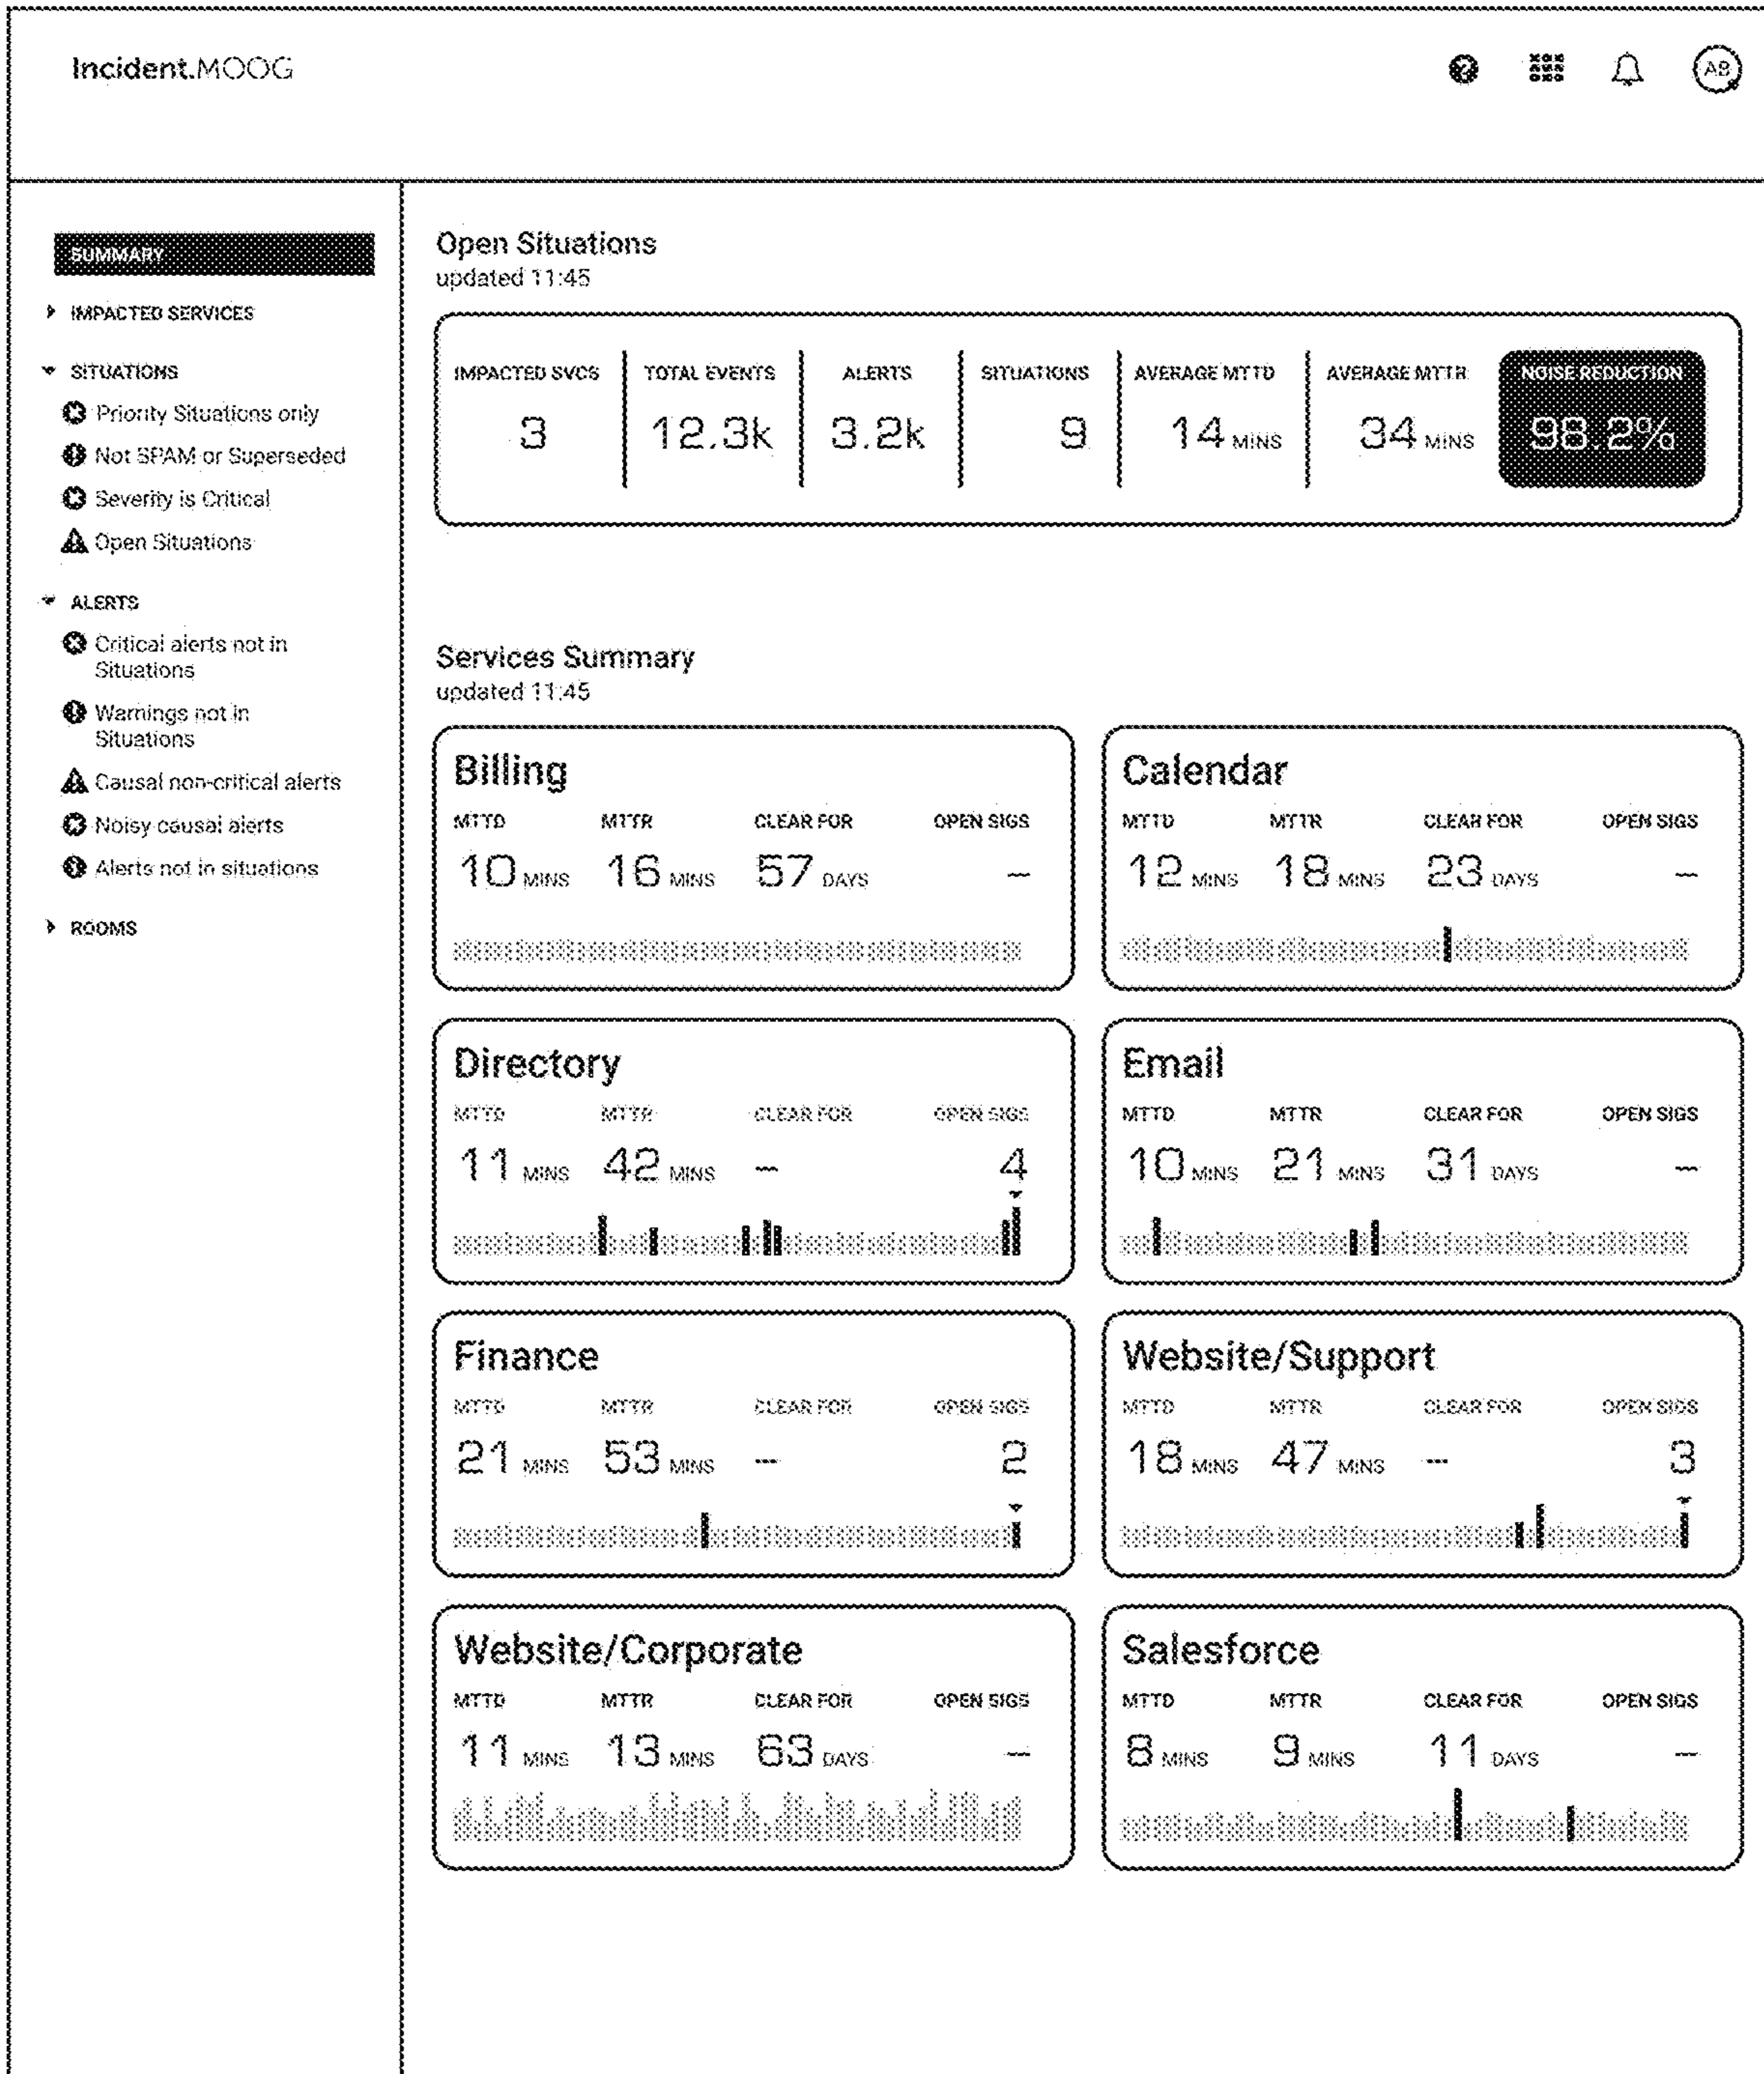 Incident.MOOG
AB
SUMMARY
IMPACTED SERVICES
SITUATIONS
Priority Situations only
Not SPAM or Superseded
Severity is Critical
Open Situations
ALERTS
Critical alerts not in
Situations
Warnings not in
Situations
Causal non-critical alerts
Noisy causal alerts
Alerts not in situations
ROOMS
Open Situations
updated 11:45
IMPACTED SVCS TOTAL EVENTS ALERTS SITUATIONS AVERAGE MTTD AVERAGE MTTR NOISE REDUCTION
3 12.3k 3.2k 9 14 MINS 34 MINS 98.2%
Services Summary
updated 11:45
Billing
MTTD MTTR CLEAR FOR OPEN SIGS
10 MINS 16 MINS 57 DAYS –
Calendar
MTTD MTTR CLEAR FOR OPEN SIGS
12 MINS 18 MINS 23 DAYS –
Directory
MTTD MTTR CLEAR FOR OPEN SIGS
11 MINS 42 MINS – 4
Email
MTTD MTTR CLEAR FOR OPEN SIGS
10 MINS 21 MINS 31 DAYS –
Finance
MTTD MTTR CLEAR FOR OPEN SIGS
21 MINS 53 MINS – 2
Website/Support
MTTD MTTR CLEAR FOR OPEN SIGS
18 MINS 47 MINS – 3
Website/Corporate
MTTD MTTR CLEAR FOR OPEN SIGS
11 MINS 13 MINS 63 DAYS –
Salesforce
MTTD MTTR CLEAR FOR OPEN SIGS
8 MINS 9 MINS 11 DAYS –